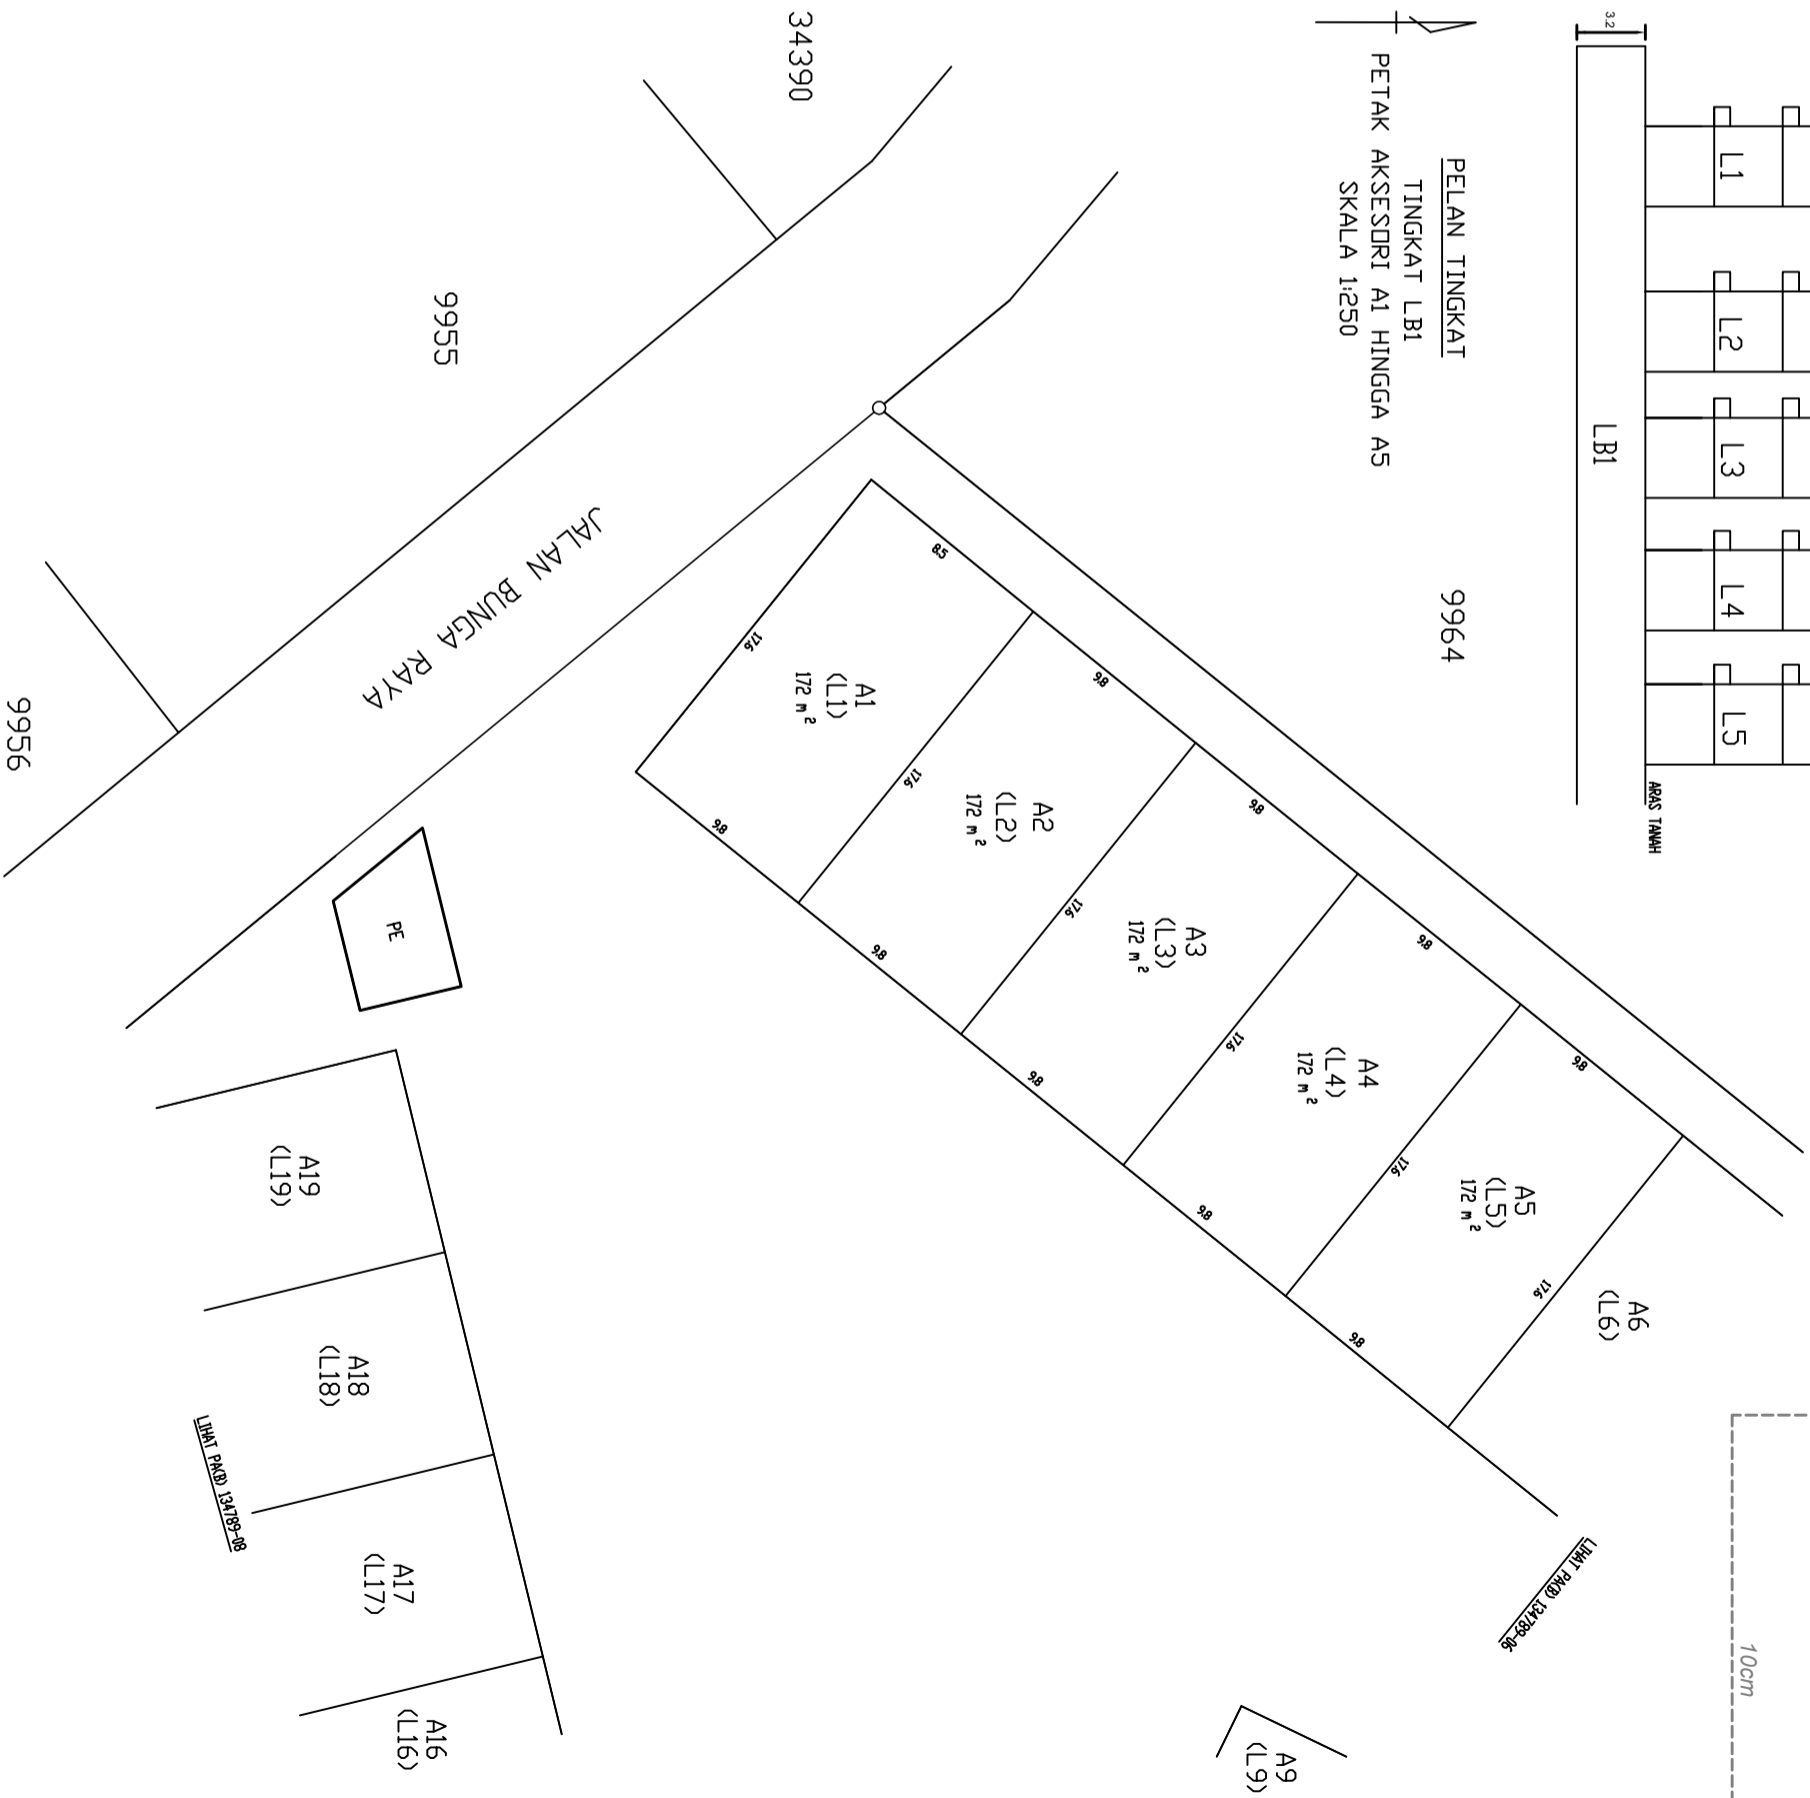 3.2
L1
L2
L3
L4
L5
LB1
ARAS TANAH
PELAN TINGKAT
TINGKAT LB1
PETAK AKSESORI A1 HINGGA A5
SKALA 1:250
34390
9955
9956
9964
JALAN BUNGA RAYA
8.5
9.8
9.8
9.8
9.8
17.6
A1
(L1)
172 m²
17.6
A2
(L2)
172 m²
17.6
A3
(L3)
172 m²
17.6
A4
(L4)
172 m²
17.6
A5
(L5)
172 m²
17.6
A6
(L6)
9.8
9.8
9.8
9.8
9.8
PE
A19
(L19)
A18
(L18)
A17
(L17)
A16
(L16)
A9
(L9)
LIHAT PA(B) 134789-08
LIHAT PA(B) 134789-06
10cm